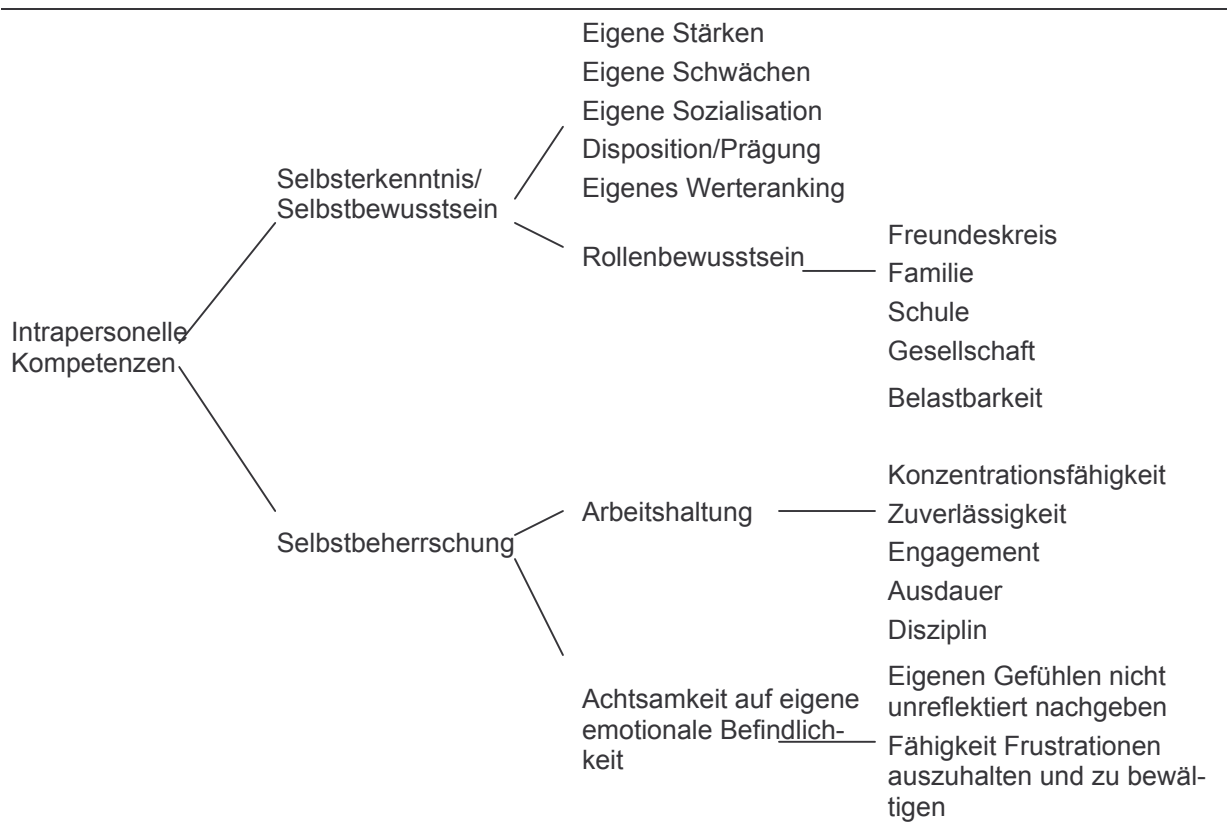 Eigene Stärken
Eigene Schwächen
Eigene Sozialisation
Disposition/Prägung
Eigenes Werteranking
Selbsterkenntnis/
Selbstbewusstsein
Rollenbewusstsein
Freundeskreis
Familie
Schule
Gesellschaft
Intrapersonelle
Kompetenzen
Belastbarkeit
Konzentrationsfähigkeit
Arbeitshaltung
Zuverlässigkeit
Selbstbeherrschung
Engagement
Ausdauer
Disziplin
Achtsamkeit auf eigene
emotionale Befindlich-
keit
Eigenen Gefühlen nicht
unreflektiert nachgeben
Fähigkeit Frustrationen
auszuhalten und zu bewäl-
tigen